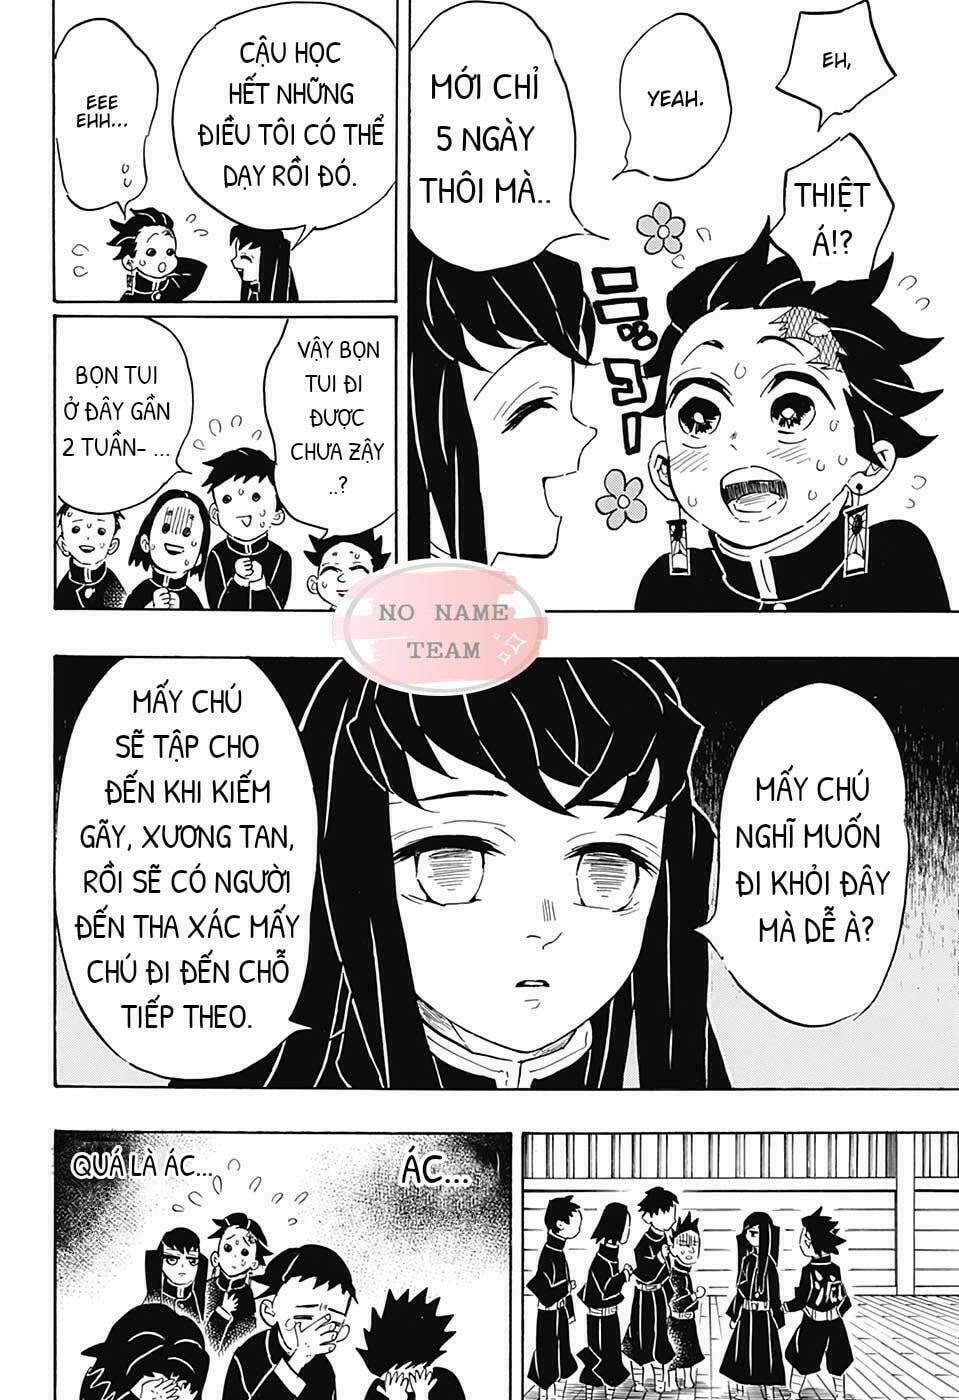 EH,
THIỆT
Á!?
YEAH.
MỚI CHỈ
5 NGÀY
THÔI MÀ..
CẬU HỌC
HẾT NHỮNG
ĐIỀU TÔI CÓ THỂ
DẠY RỒI ĐÓ.
EEE
EHH...
VẬY BỌN
TUI ĐI
ĐƯỢC
CHƯA ZẬY
..?
BỌN TUI
Ở ĐÂY GẦN
2 TUẦN- ...
NO NAME
TEAM
MẤY CHÚ
NGHĨ MUỐN
ĐI KHỎI ĐÂY
MÀ DỄ À?
MẤY CHÚ
SẼ TẬP CHO
ĐẾN KHI KIẾM
GÃY, XƯƠNG TAN,
RỒI SẼ CÓ NGƯỜI
ĐẾN THA XÁC MẤY
CHÚ ĐI ĐẾN CHỖ
TIẾP THEO.
ÁC...
QUÁ LÀ ÁC...